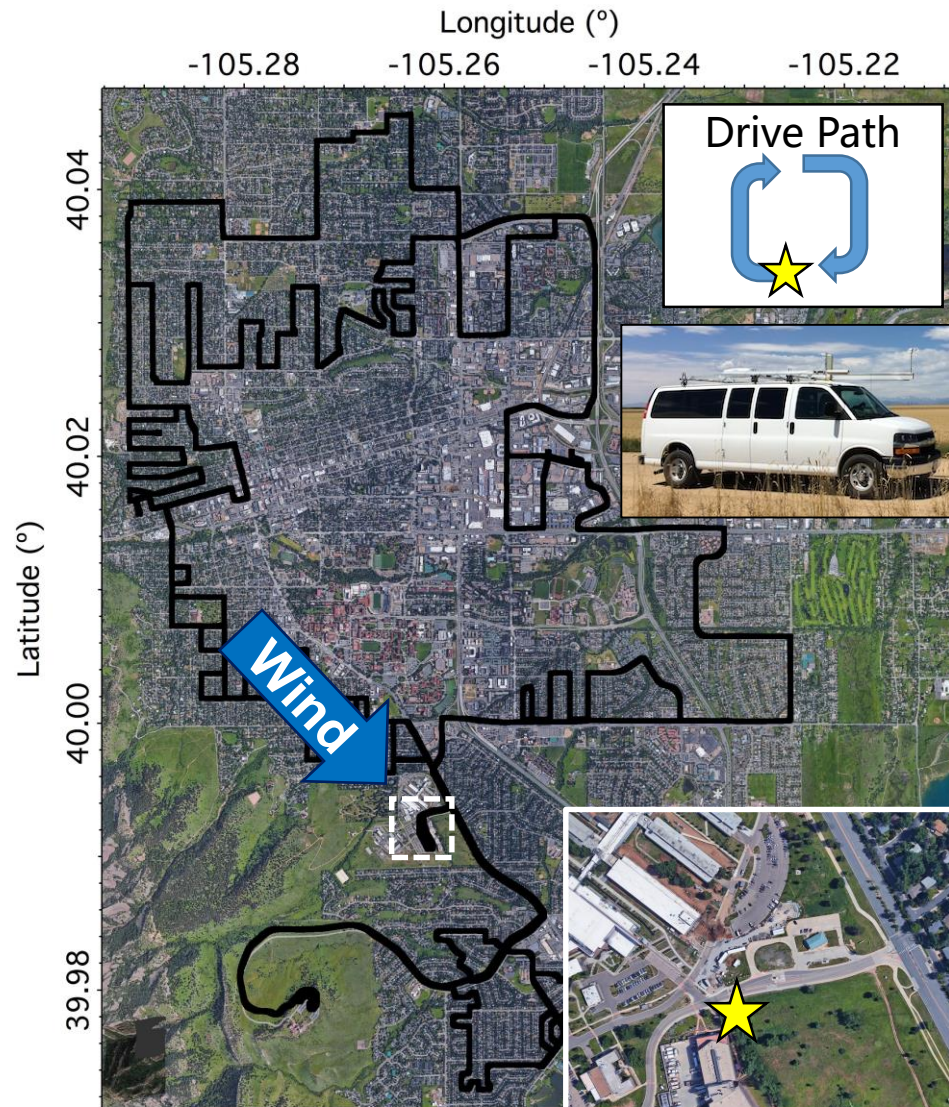 Longitude (º)
-105.28
-105.26
-105.24
-105.22
Drive Path
40.04
40.02
Latitude (º)
Wind
40.00
39.98